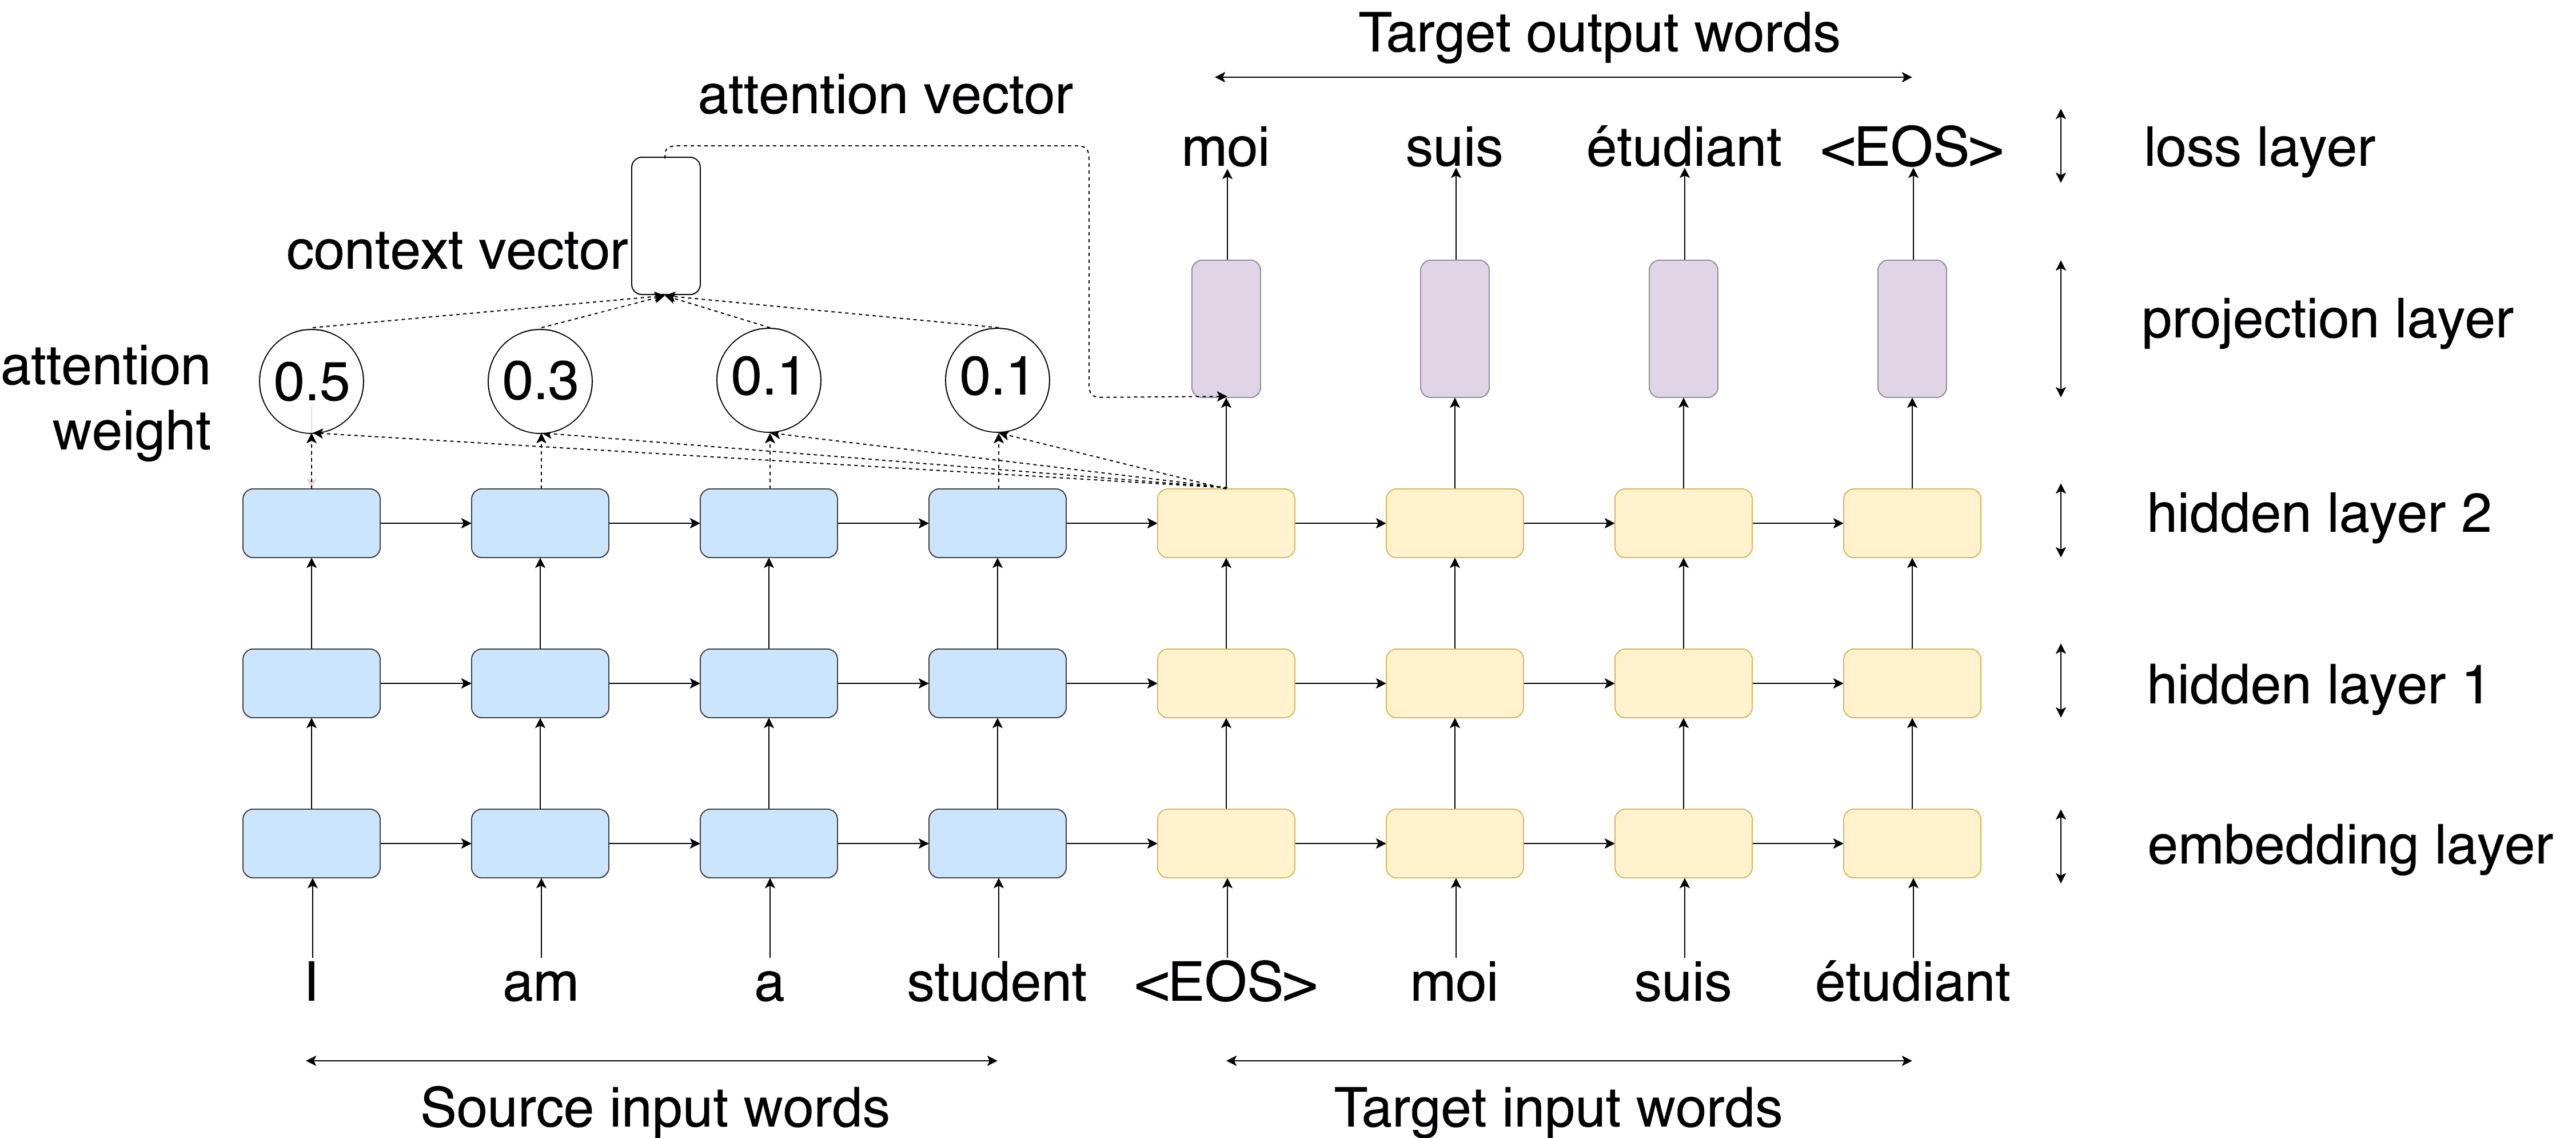 Target output words
attention vector
moi suis étudiant <EOS> loss layer
context vector
projection layer
attention
weight
0.5 0.3 0.1 0.1
hidden layer 2
hidden layer 1
embedding layer
I am a student <EOS> moi suis étudiant
Source input words Target input words